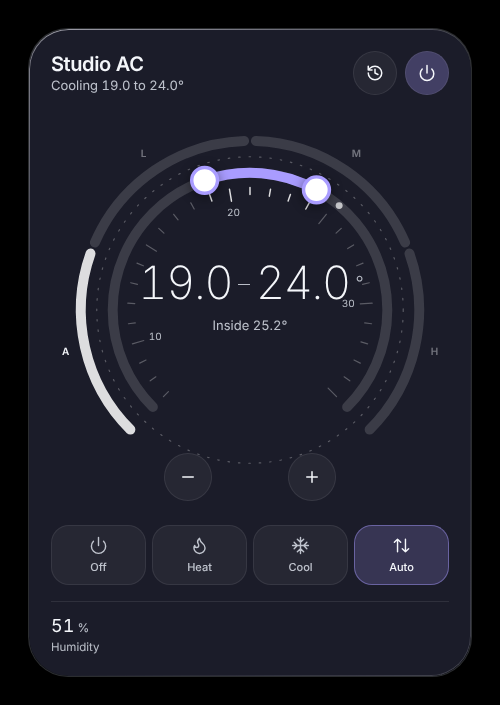 Studio AC
Cooling 19.0 to 24.0°
L
M
20
19.0–24.0°
30
Inside 25.2°
10
A
H
−
+
Off
Heat
Cool
Auto
51 %
Humidity